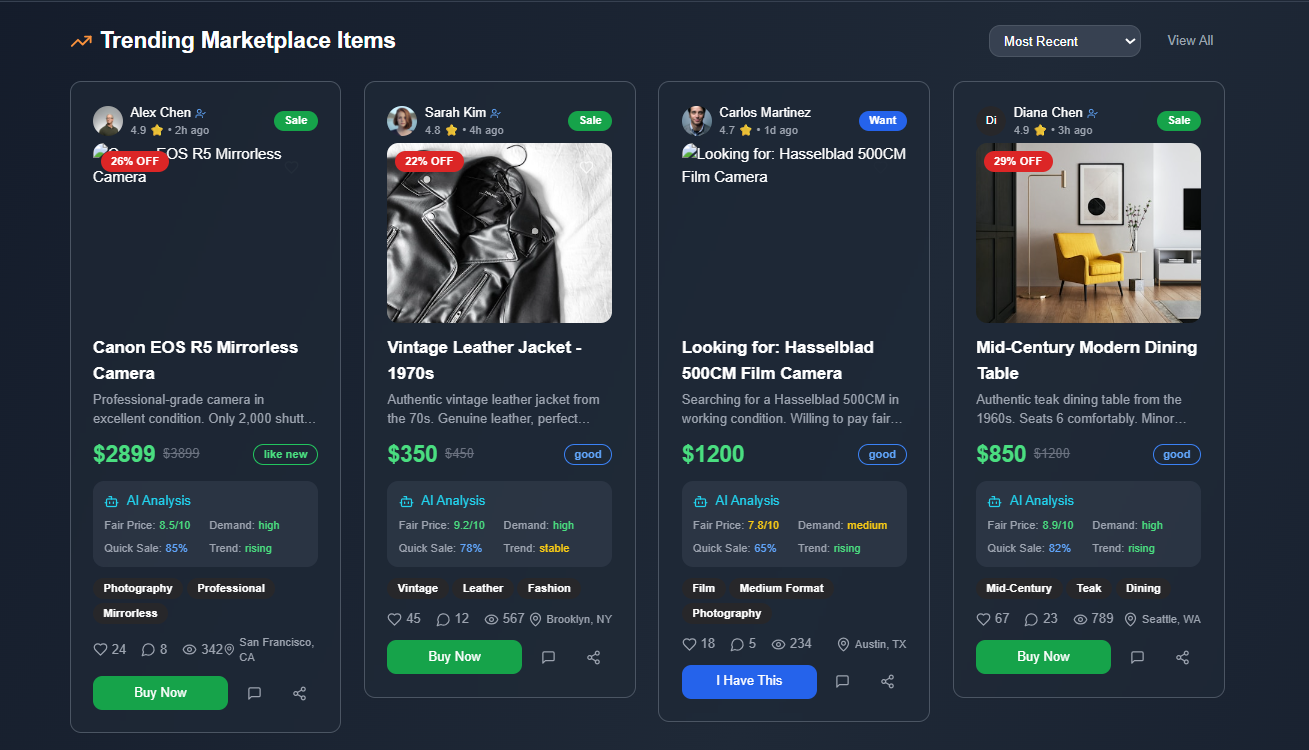 Trending Marketplace Items
Most Recent
View All
Alex Chen
4.9 ⭐ • 2h ago
Sale
26% OFF
EOS R5 Mirrorless
Camera
Canon EOS R5 Mirrorless
Camera
Professional-grade camera in
excellent condition. Only 2,000 shutt...
$2899 $3899
like new
AI Analysis
Fair Price: 8.5/10 Demand: high
Quick Sale: 85% Trend: rising
Photography Professional
Mirrorless
24 8 342 San Francisco,
CA
Buy Now
Sarah Kim
4.8 ⭐ • 4h ago
Sale
22% OFF
Vintage Leather Jacket -
1970s
Authentic vintage leather jacket from
the 70s. Genuine leather, perfect...
$350 $450
good
AI Analysis
Fair Price: 9.2/10 Demand: high
Quick Sale: 78% Trend: stable
Vintage Leather Fashion
45 12 567 Brooklyn, NY
Buy Now
Carlos Martinez
4.7 ⭐ • 1d ago
Want
Looking for: Hasselblad 500CM
Film Camera
Looking for: Hasselblad
500CM Film Camera
Searching for a Hasselblad 500CM in
working condition. Willing to pay fair...
$1200
good
AI Analysis
Fair Price: 7.8/10 Demand: medium
Quick Sale: 65% Trend: rising
Film Medium Format
Photography
18 5 234 Austin, TX
I Have This
Di
Diana Chen
4.9 ⭐ • 3h ago
Sale
29% OFF
Mid-Century Modern Dining
Table
Authentic teak dining table from the
1960s. Seats 6 comfortably. Minor...
$850 $1200
good
AI Analysis
Fair Price: 8.9/10 Demand: high
Quick Sale: 82% Trend: rising
Mid-Century Teak Dining
67 23 789 Seattle, WA
Buy Now